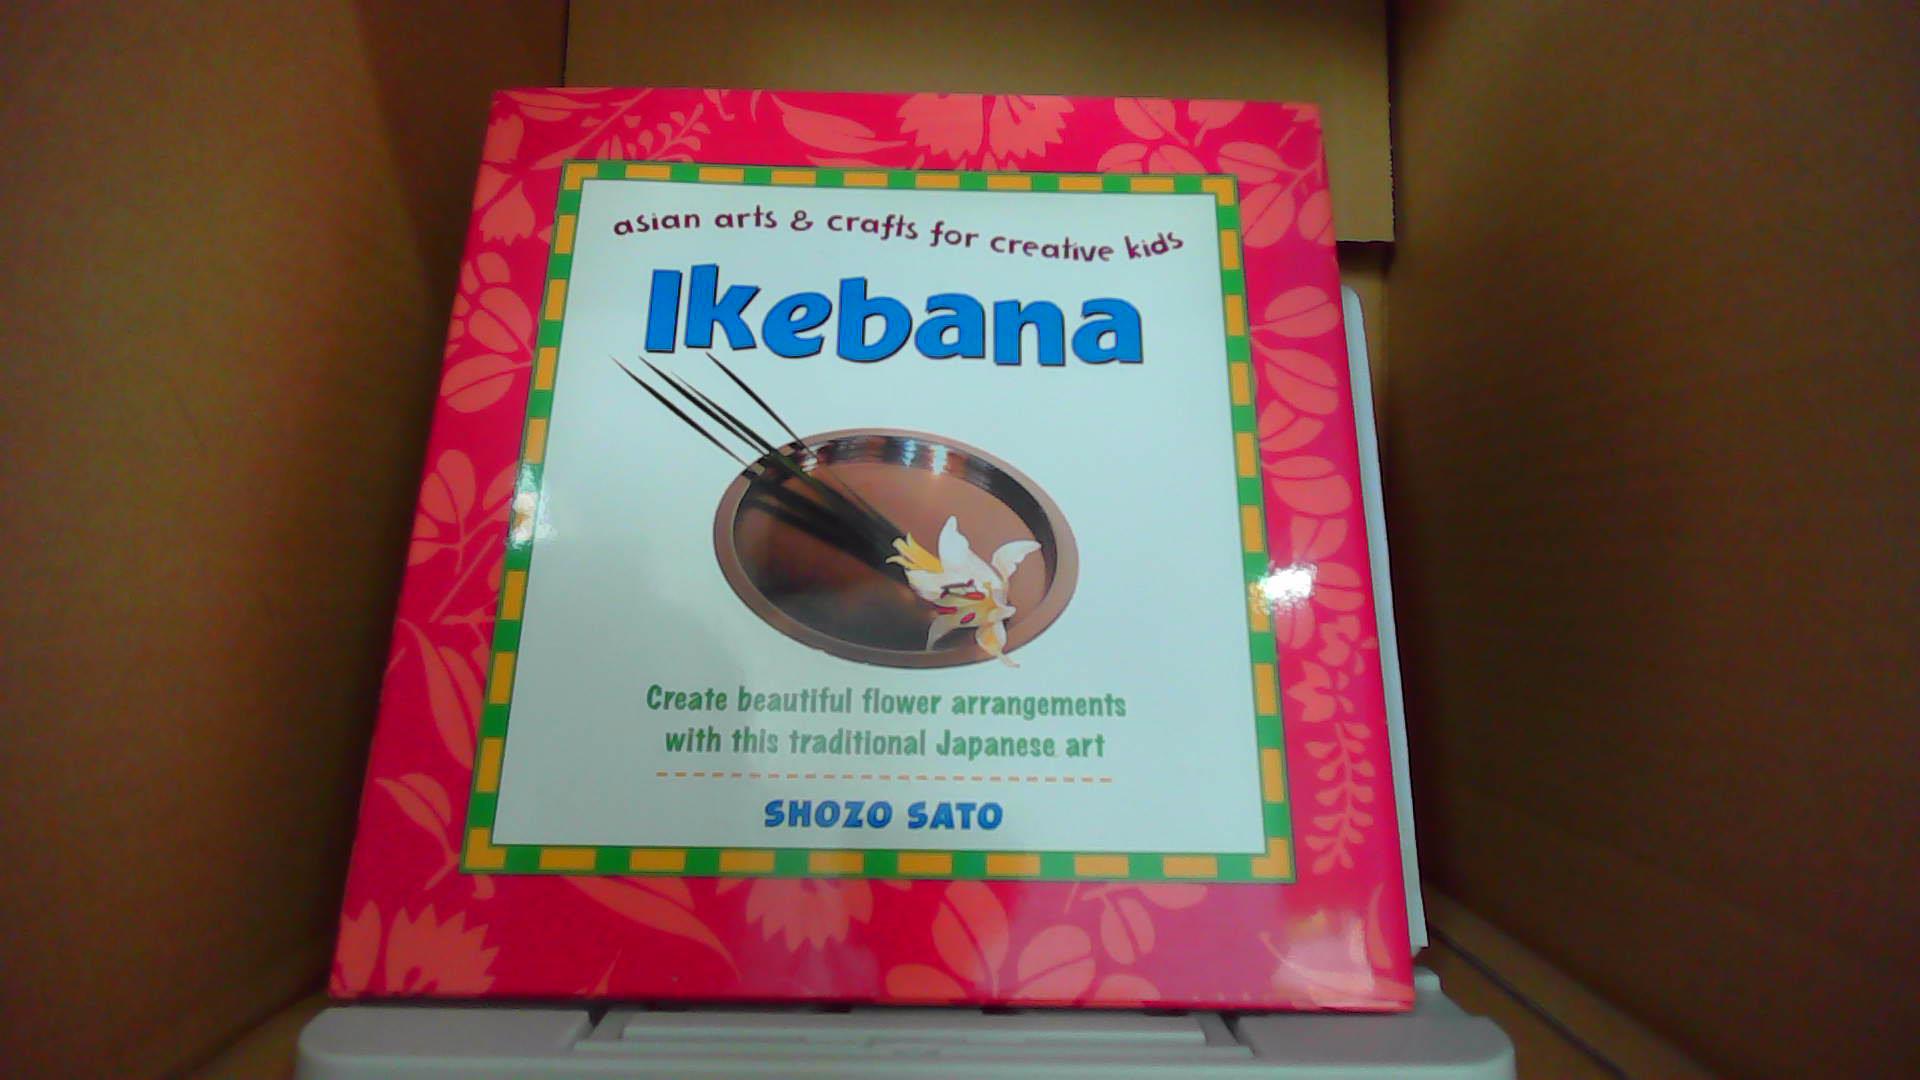 asian arts & crafts for creative kids
Ikebana
Create beautiful flower arrangements
with this traditional Japanese art
SHOZO SATO